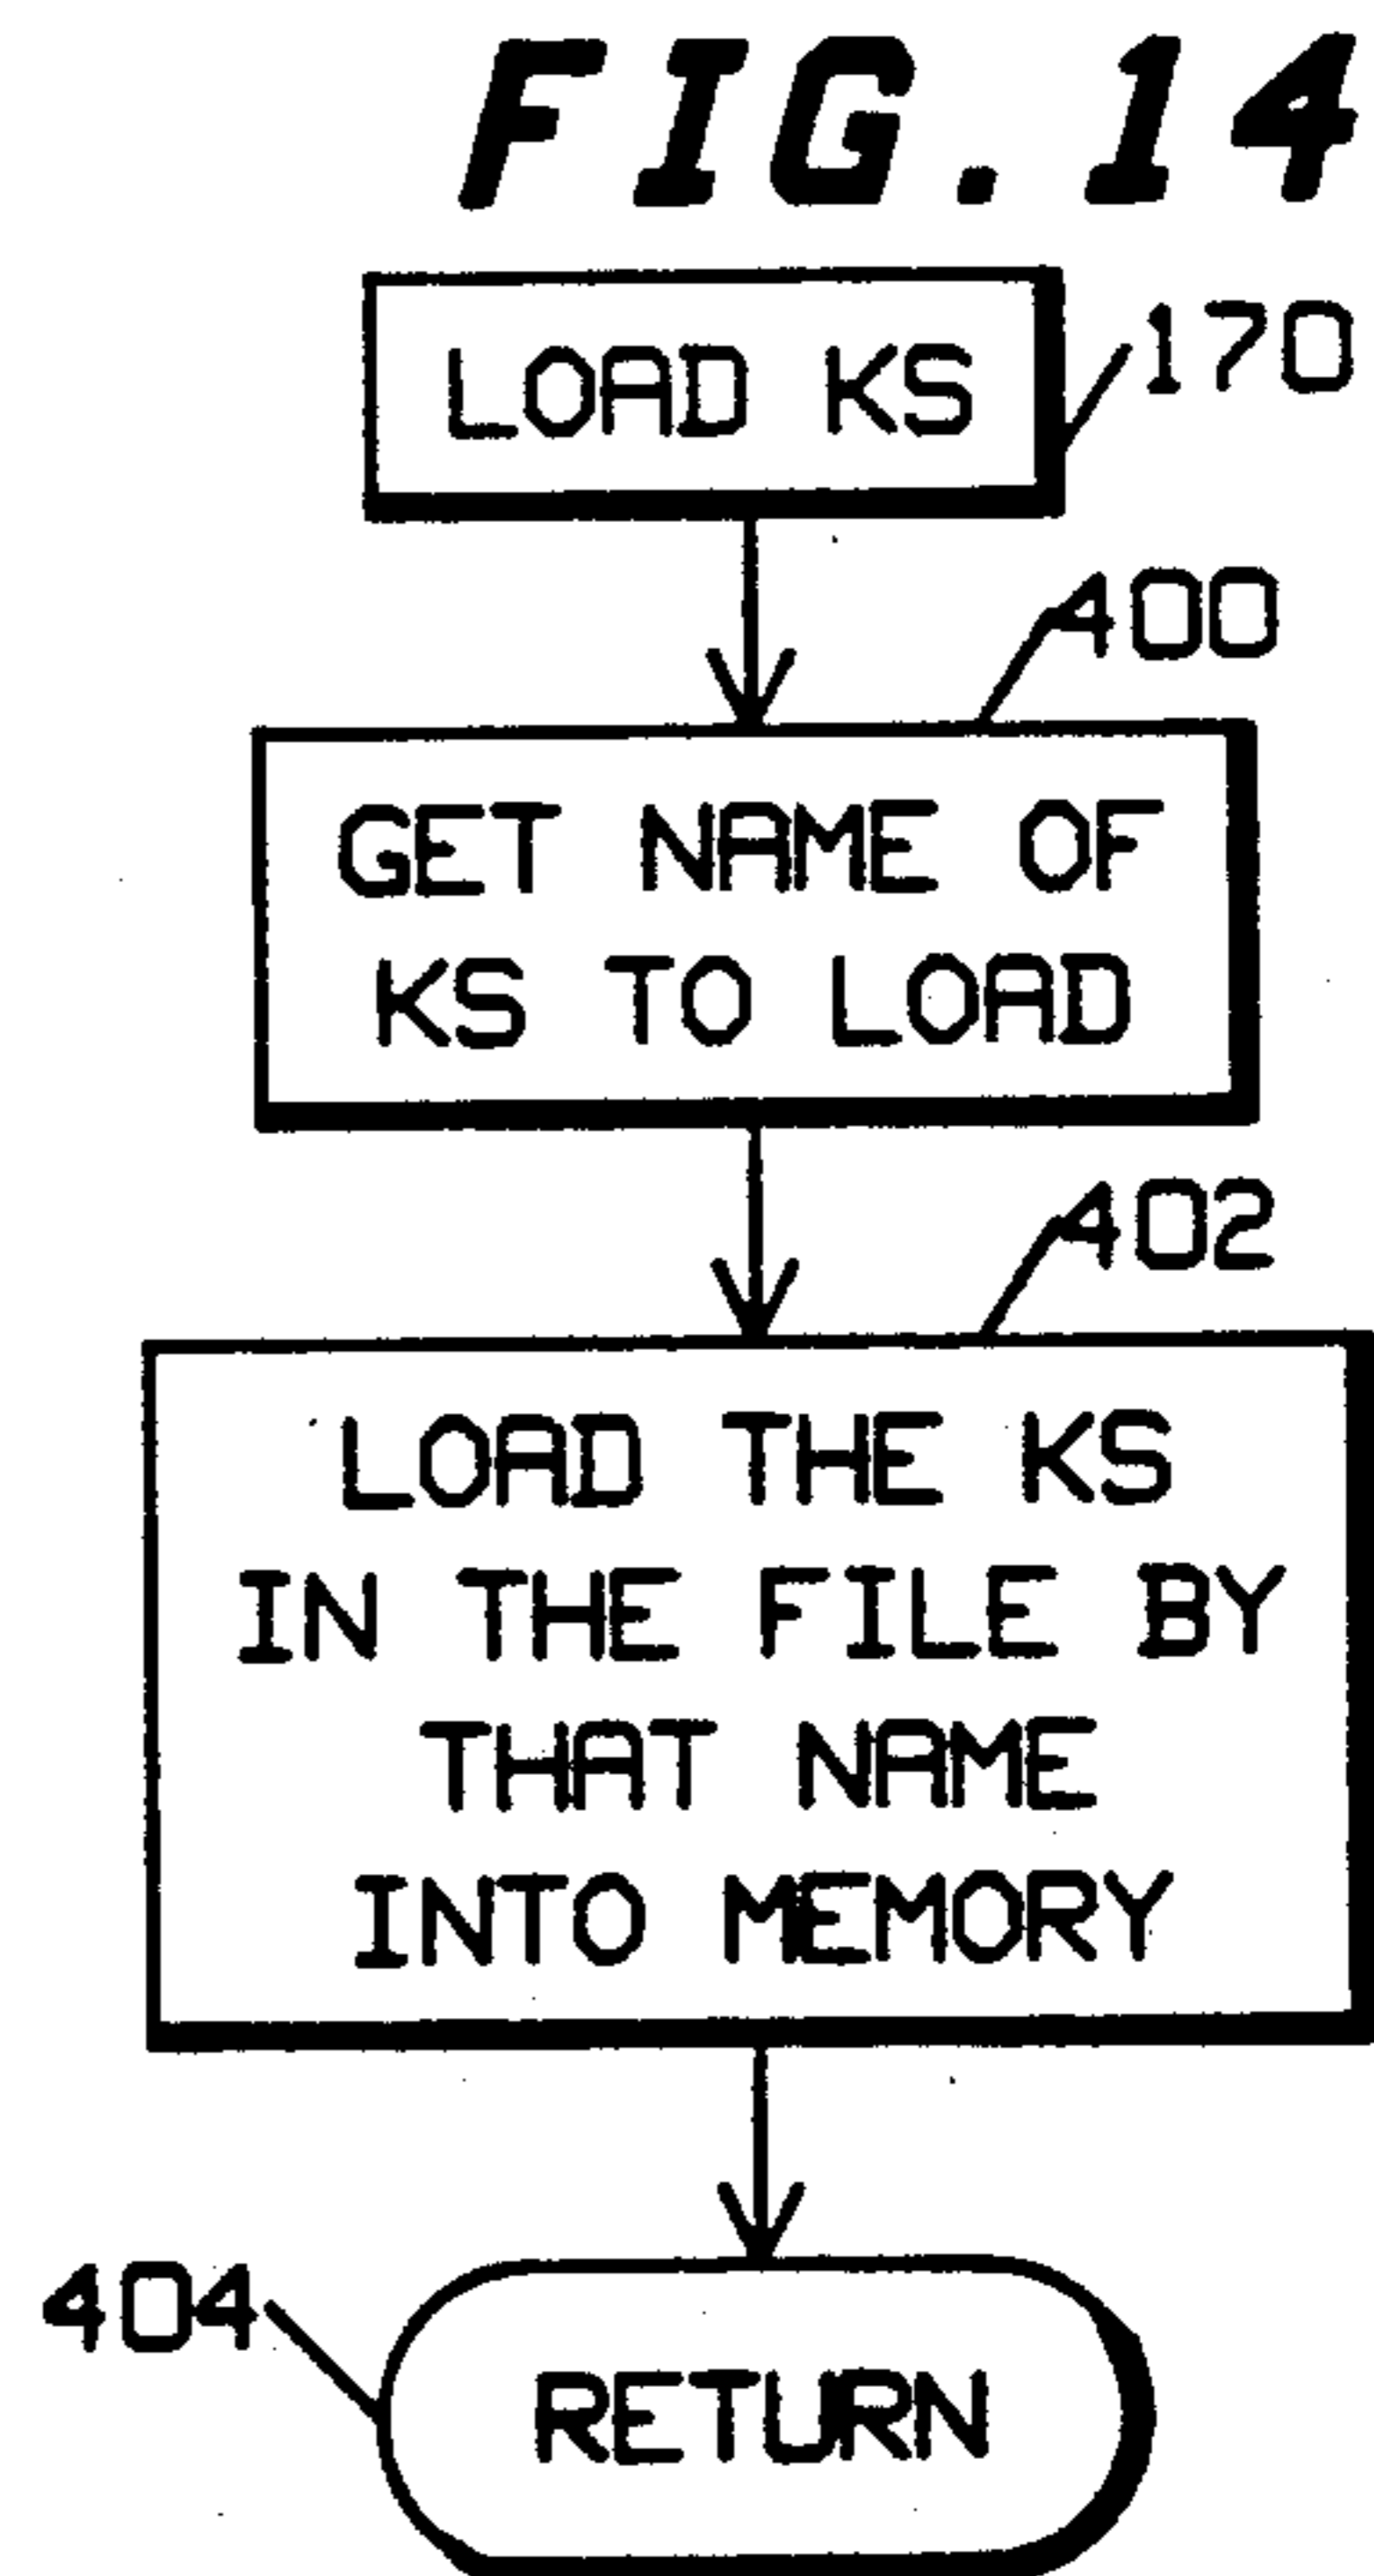 FIG.14
LOAD KS
170
400
GET NAME OF
KS TO LOAD
402
LOAD THE KS
IN THE FILE BY
THAT NAME
INTO MEMORY
404
RETURN